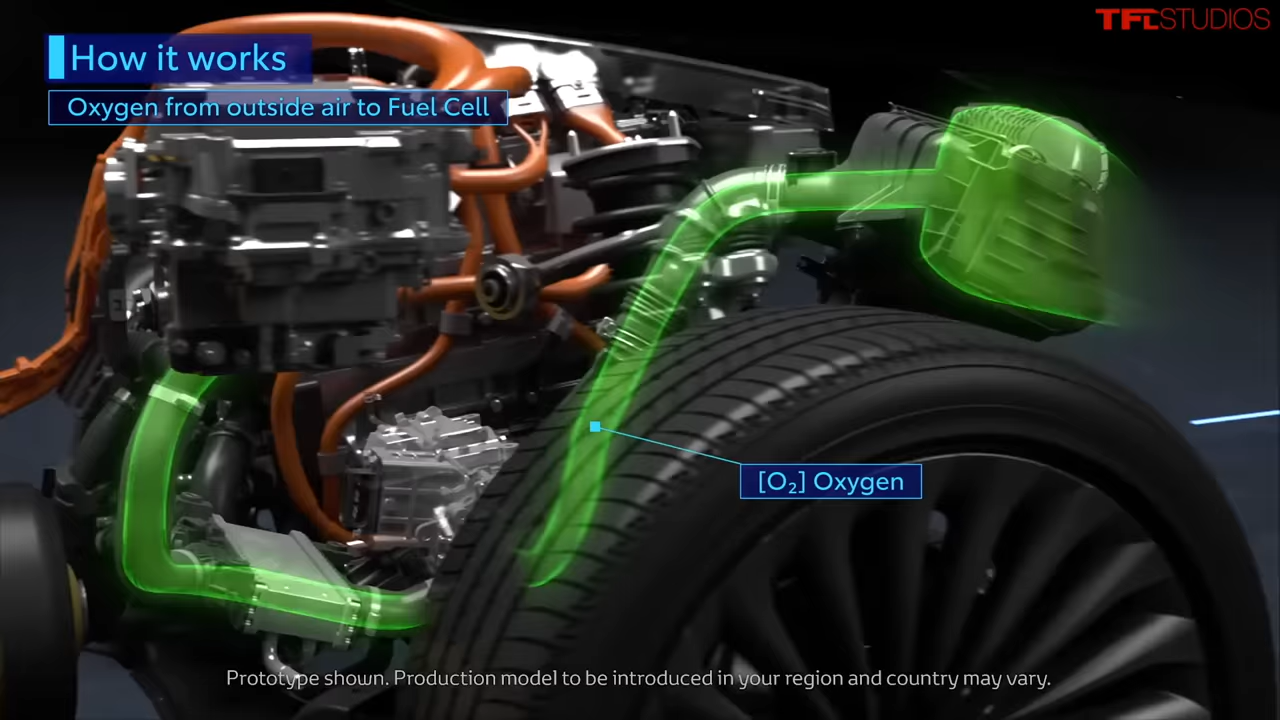 TFLSTUDIOS
How it works
Oxygen from outside air to Fuel Cell
[O₂] Oxygen
Prototype shown. Production model to be introduced in your region and country may vary.